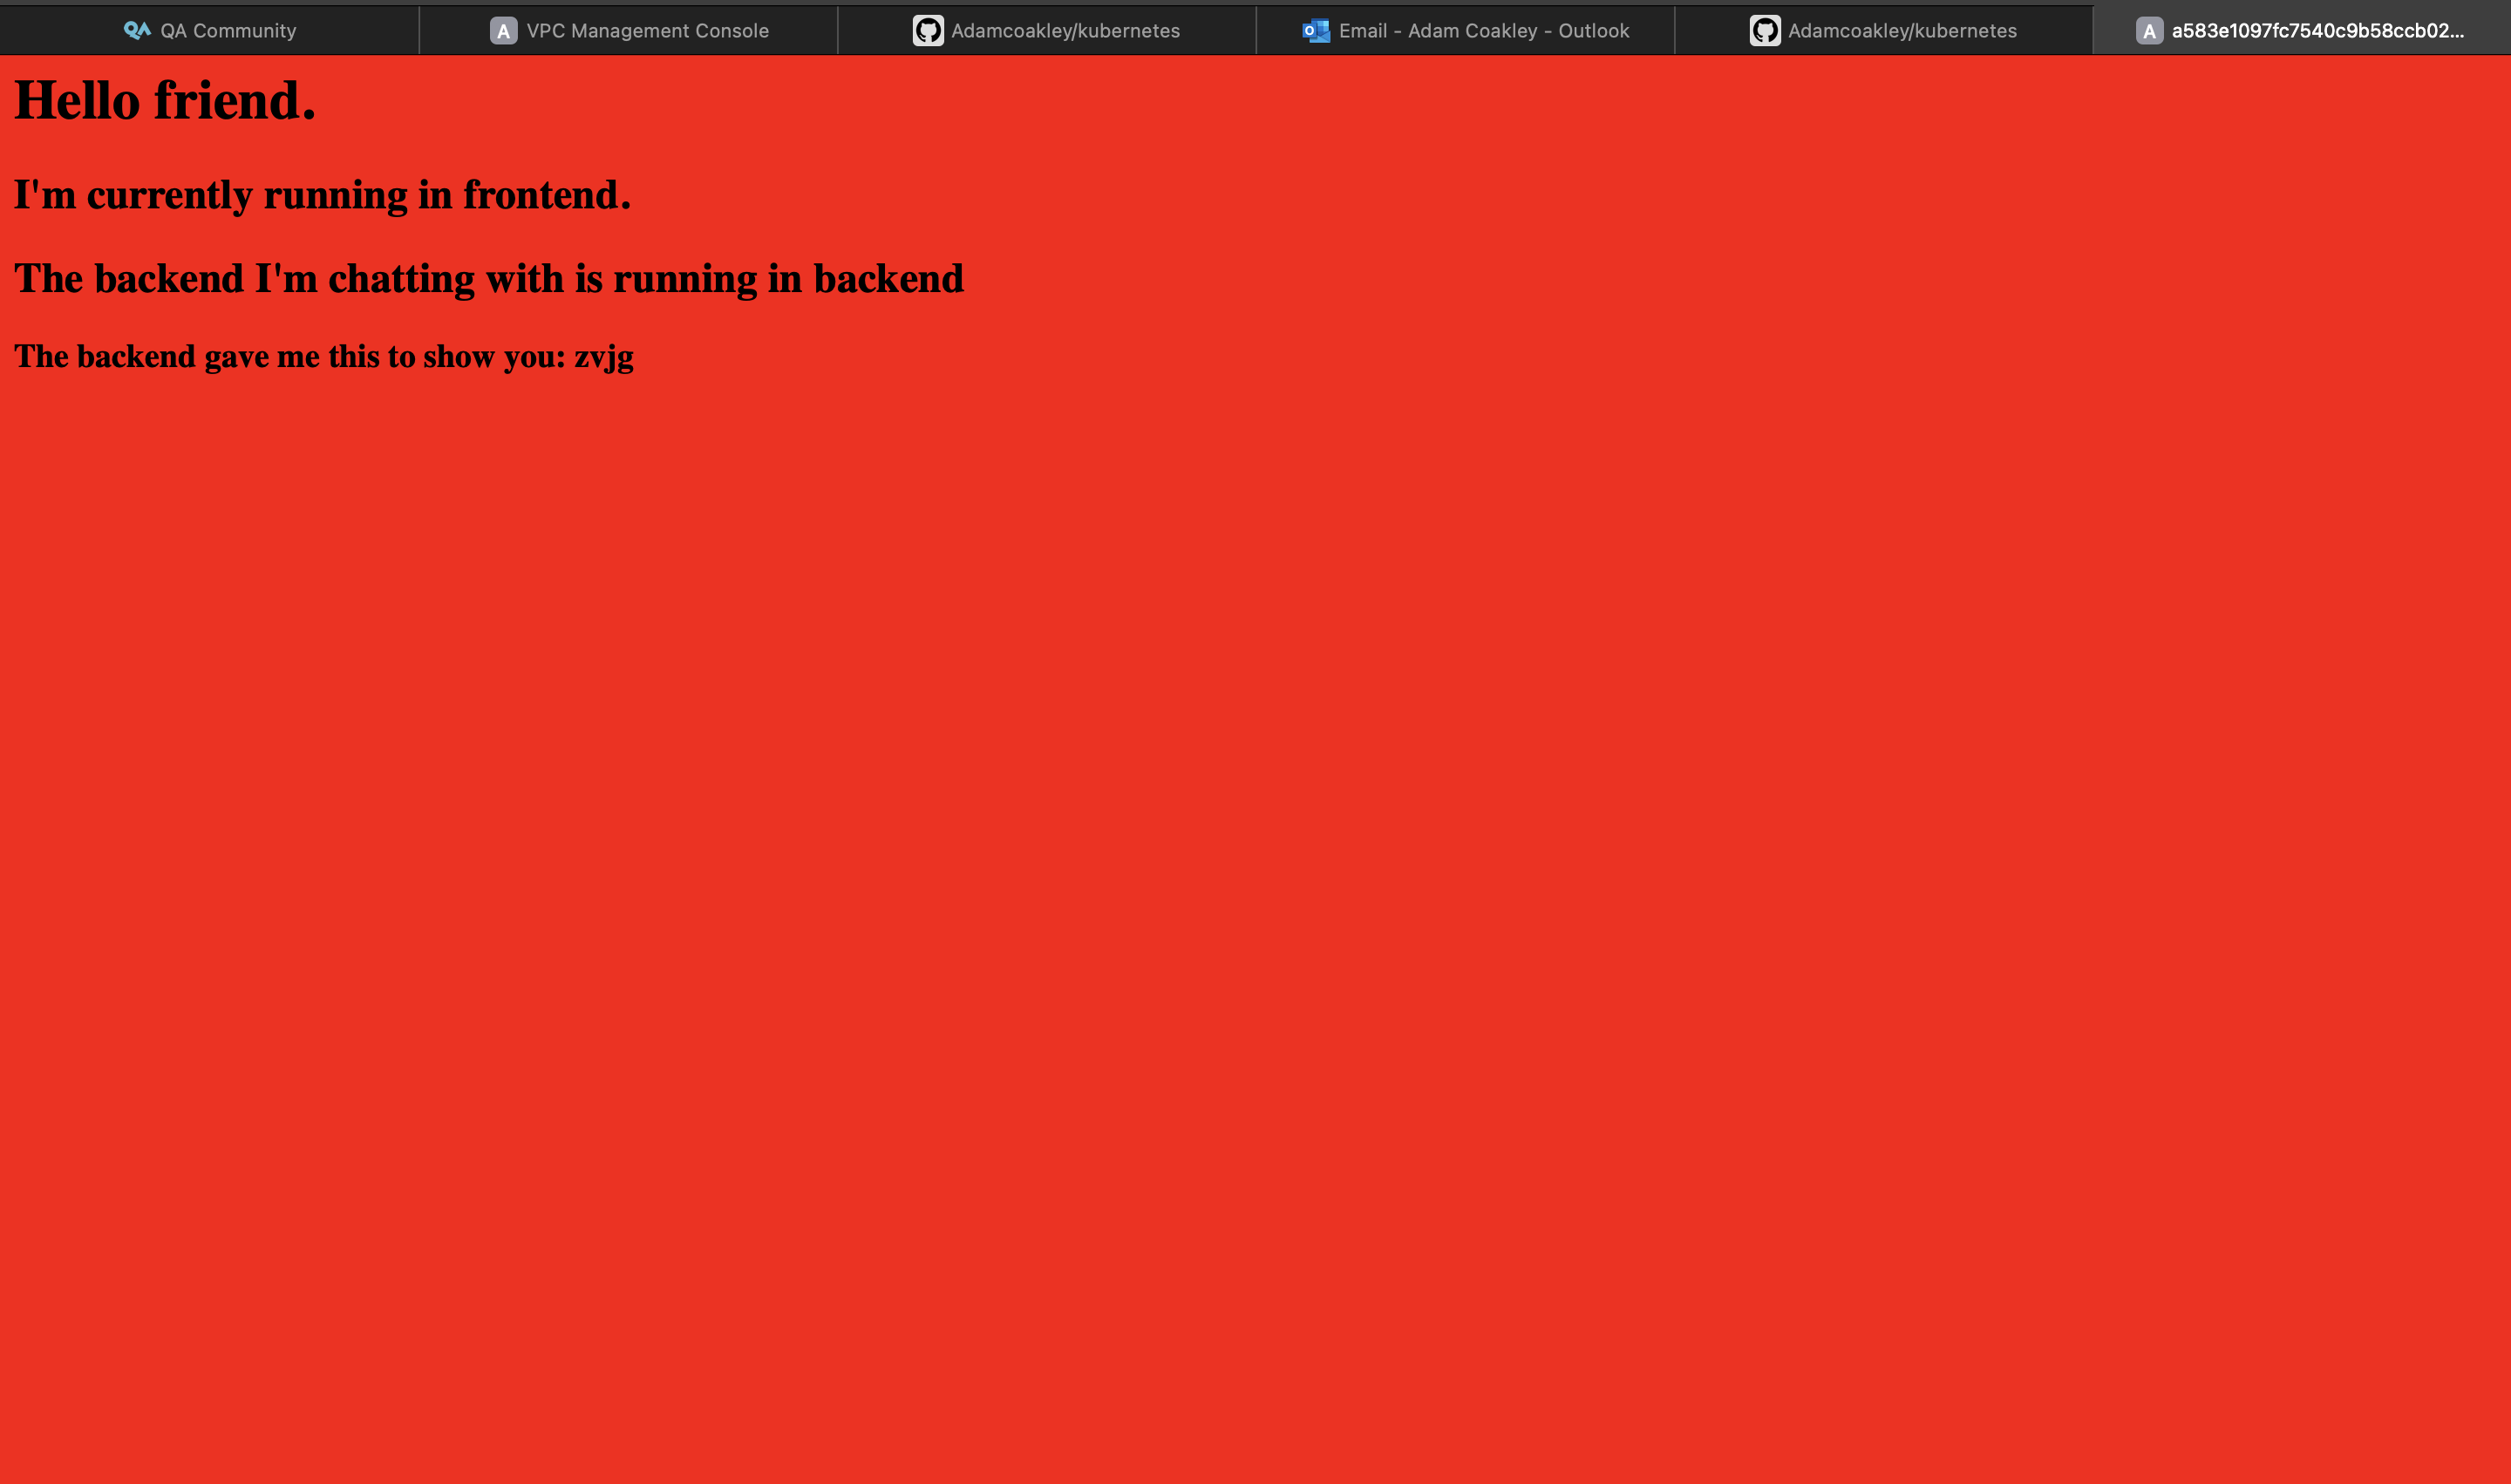 QA Community
A VPC Management Console
Adamcoakley/kubernetes
O Email - Adam Coakley - Outlook
Adamcoakley/kubernetes
A a583e1097fc7540c9b58ccb02...
Hello friend.
I'm currently running in frontend.
The backend I'm chatting with is running in backend
The backend gave me this to show you: zvjg